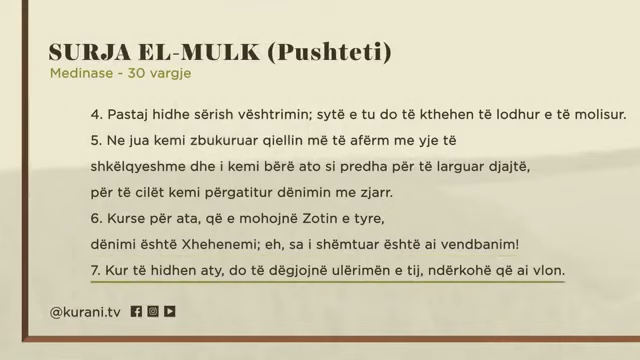 SURJA EL-MULK (Pushteti)
Medinase - 30 vargje
4. Pastaj hidhe sërish vështrimin; sytë e tu do të kthehen të lodhur e të molisur.
5. Ne jua kemi zbukuruar qiellin më të afërm me yje të
shkëlqyeshme dhe i kemi bërë ato si predha për të larguar djajtë,
për të cilët kemi përgatitur dënimin me zjarr.
6. Kurse për ata, që e mohojnë Zotin e tyre,
dënimi është Xhehenemi; eh, sa i shëmtuar është ai vendbanim!
7. Kur të hidhen aty, do të dëgjojnë ulërimën e tij, ndërkohë që ai vlon.
@kurani.tv